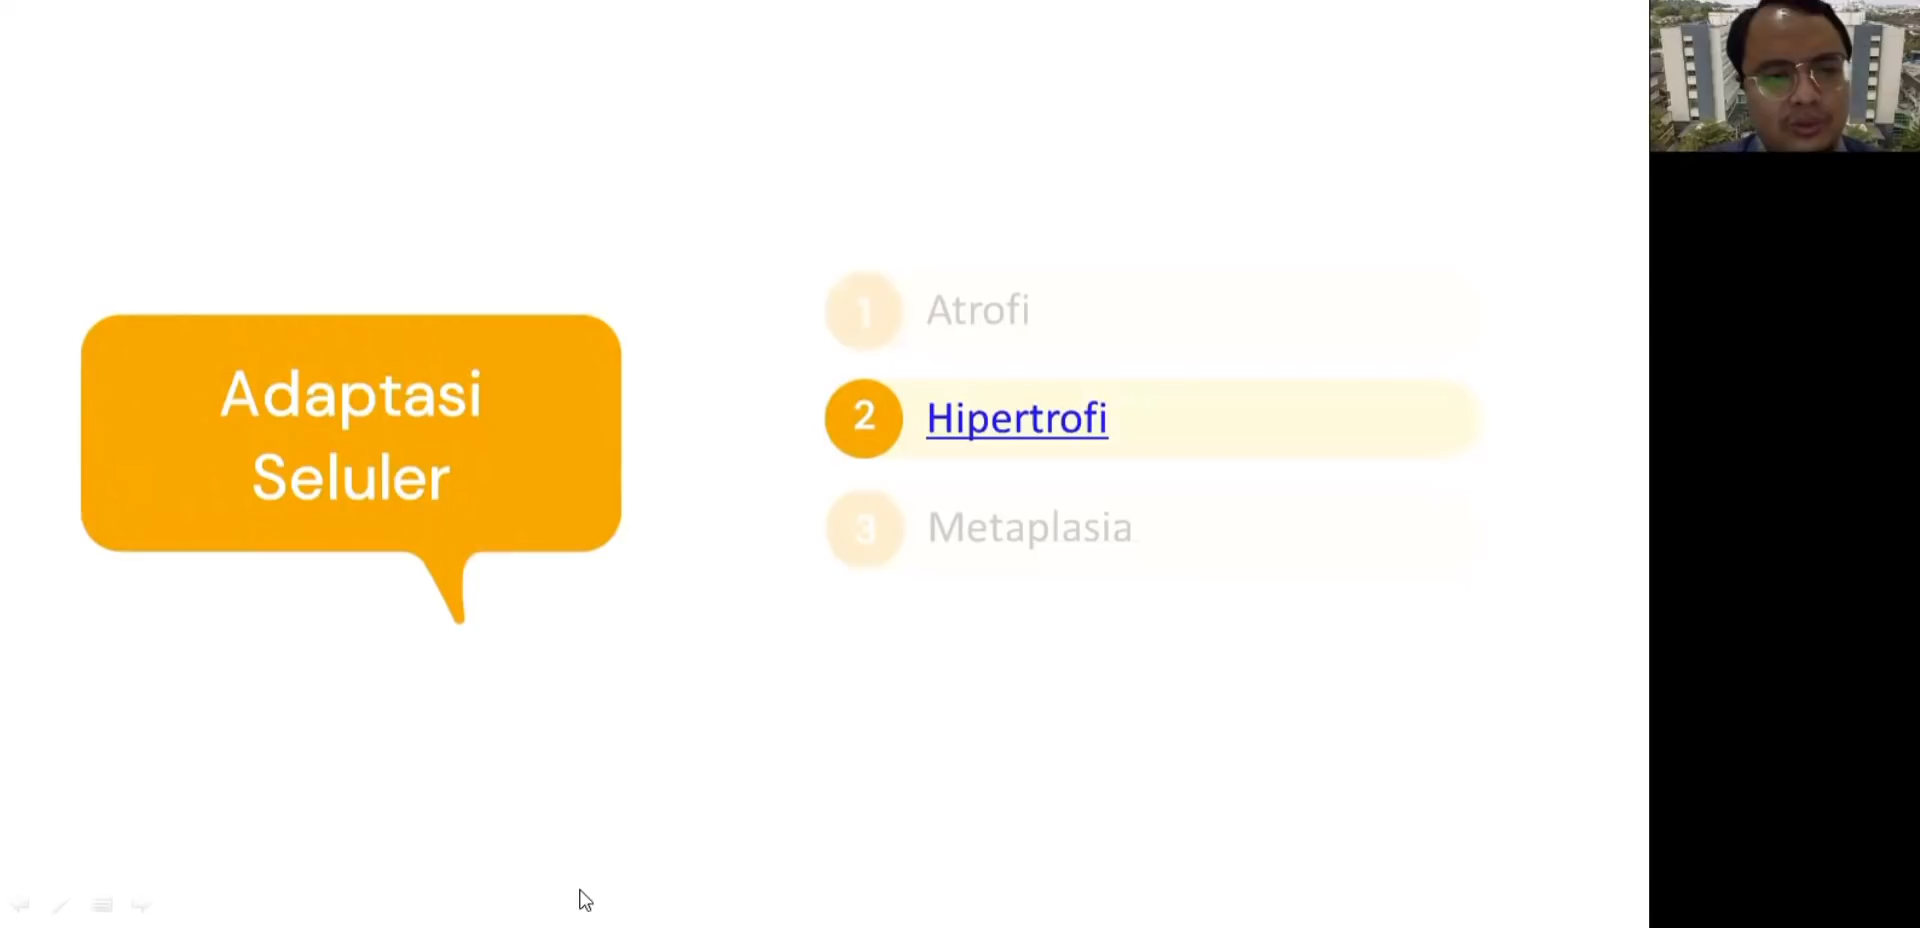 Adaptasi
Seluler
1 Atrofi
2 Hipertrofi
3 Metaplasia